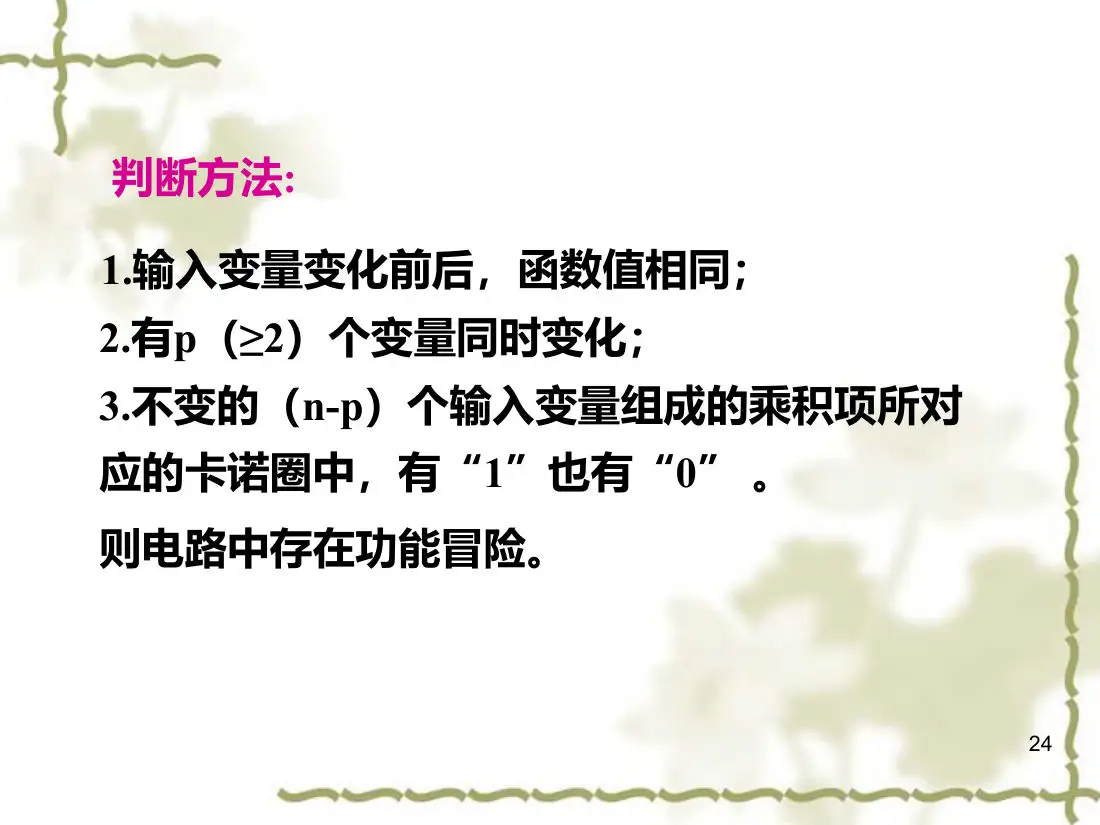 判断方法:
1.输入变量变化前后，函数值相同；
2.有p（≥2）个变量同时变化；
3.不变的（n-p）个输入变量组成的乘积项所对
应的卡诺圈中，有“1”也有“0” 。
则电路中存在功能冒险。
24